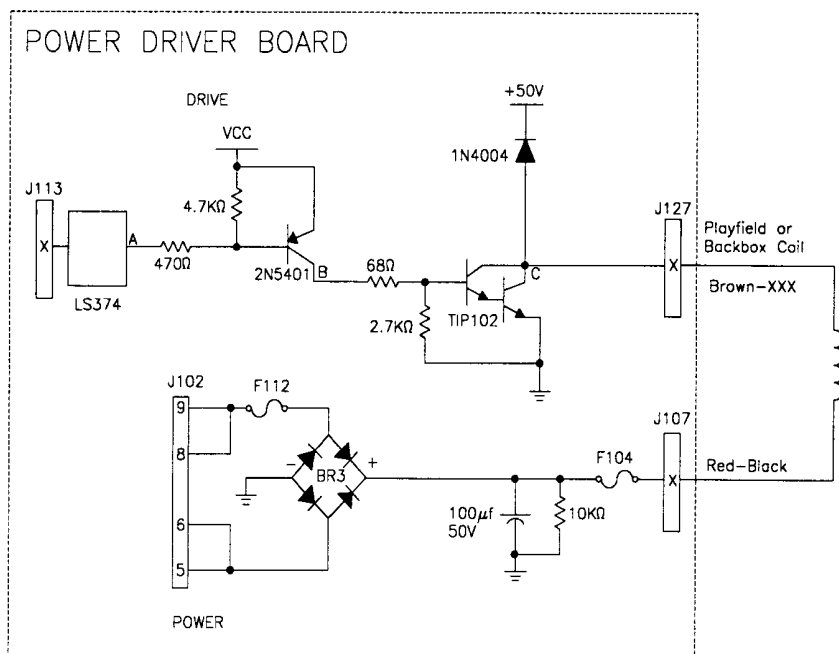 POWER DRIVER BOARD
DRIVE
+50V
VCC
1N4004
J113
4.7KΩ
J127
Playfield or
Backbox Coil
X
A
470Ω
2N5401
B
68Ω
C
X
Brown-XXX
LS374
2.7KΩ
TIP102
J102
F112
J107
9
8
-
BR3
+
F104
X
Red-Black
100µf
50V
10KΩ
6
5
POWER